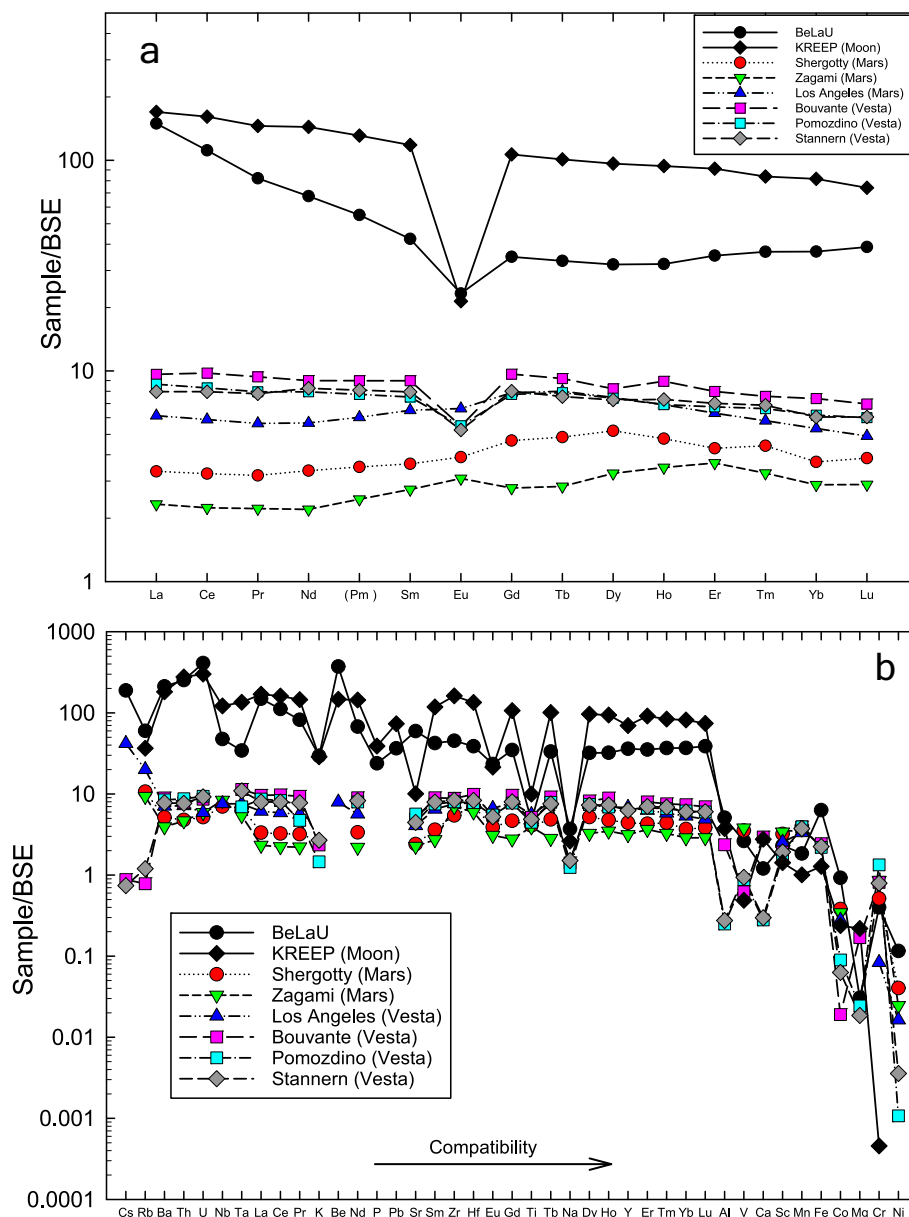 a
BeLaU
KREEP (Moon)
Shergotty (Mars)
Zagami (Mars)
Los Angeles (Mars)
Bouvante (Vesta)
Pomozdino (Vesta)
Stannern (Vesta)
Sample/BSE
100
10
1
La Ce Pr Nd (Pm) Sm Eu Gd Tb Dy Ho Er Tm Yb Lu
b
1000
100
10
1
0.1
0.01
0.001
0.0001
Sample/BSE
BeLaU
KREEP (Moon)
Shergotty (Mars)
Zagami (Mars)
Los Angeles (Vesta)
Bouvante (Vesta)
Pomozdino (Vesta)
Stannern (Vesta)
Compatibility
Cs Rb Ba Th U Nb Ta La Ce Pr K Be Nd P Pb Sr Sm Zr Hf Eu Gd Ti Tb Na Dy Ho Y Er Tm Yb Lu Al V Ca Sc Mn Fe Co Mg Cr Ni